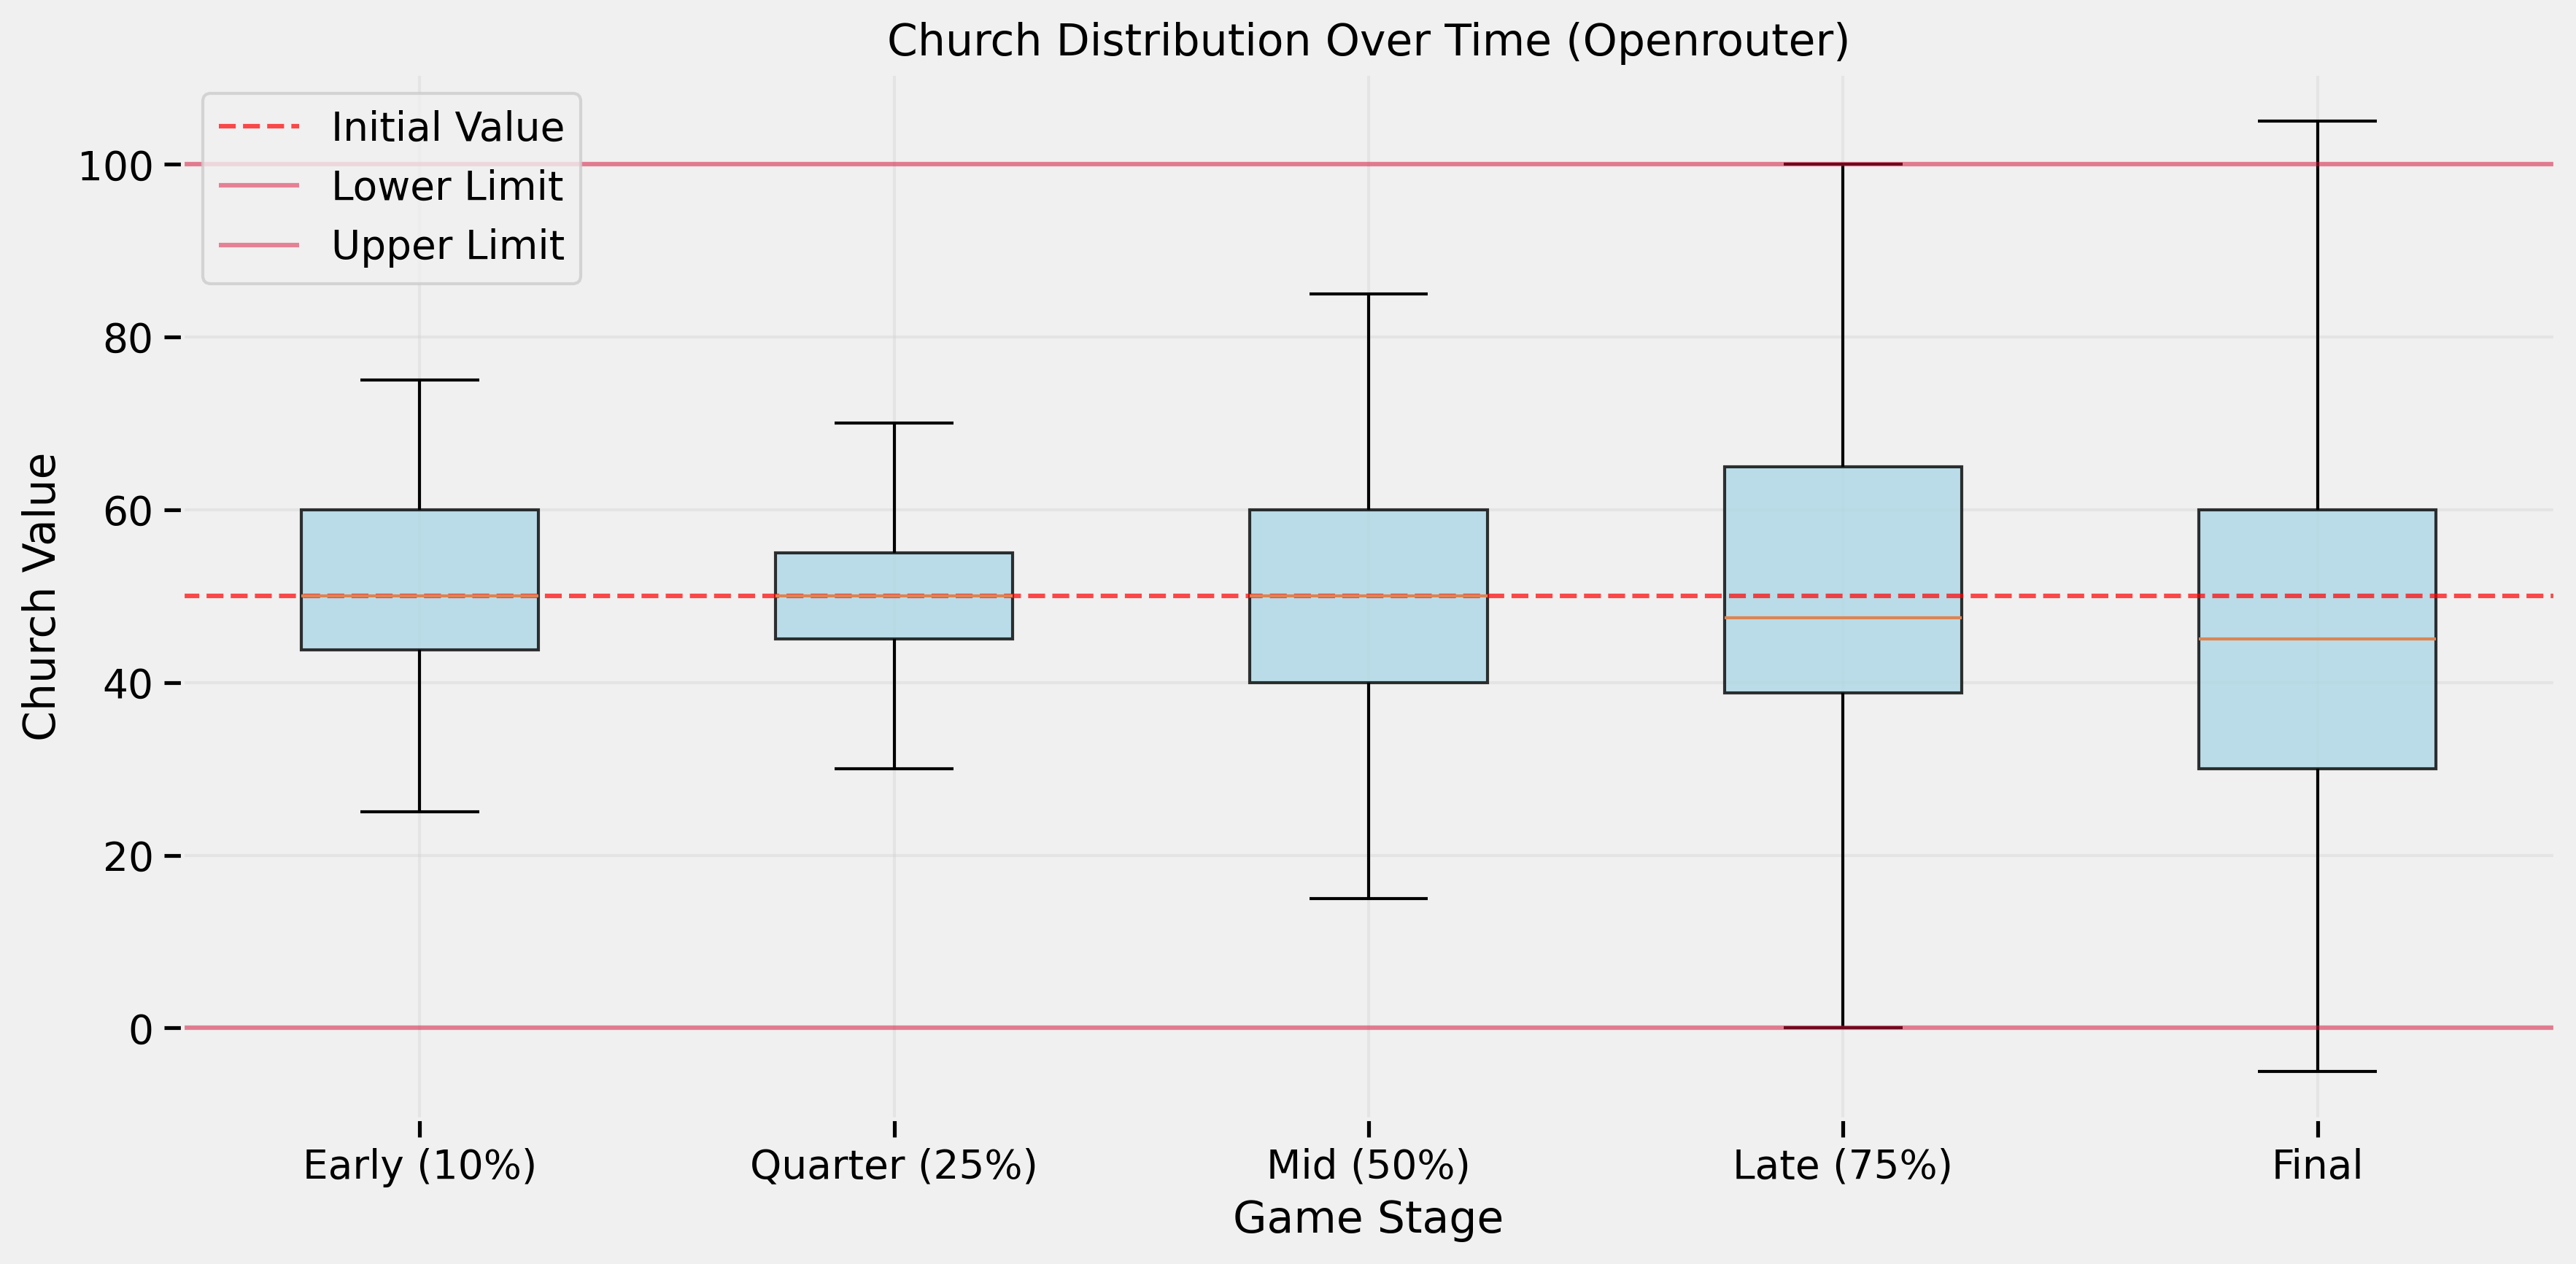 Church Distribution Over Time (Openrouter)
Initial Value
Lower Limit
Upper Limit
100
80
60
40
20
0
Church Value
Early (10%)
Quarter (25%)
Mid (50%)
Late (75%)
Final
Game Stage